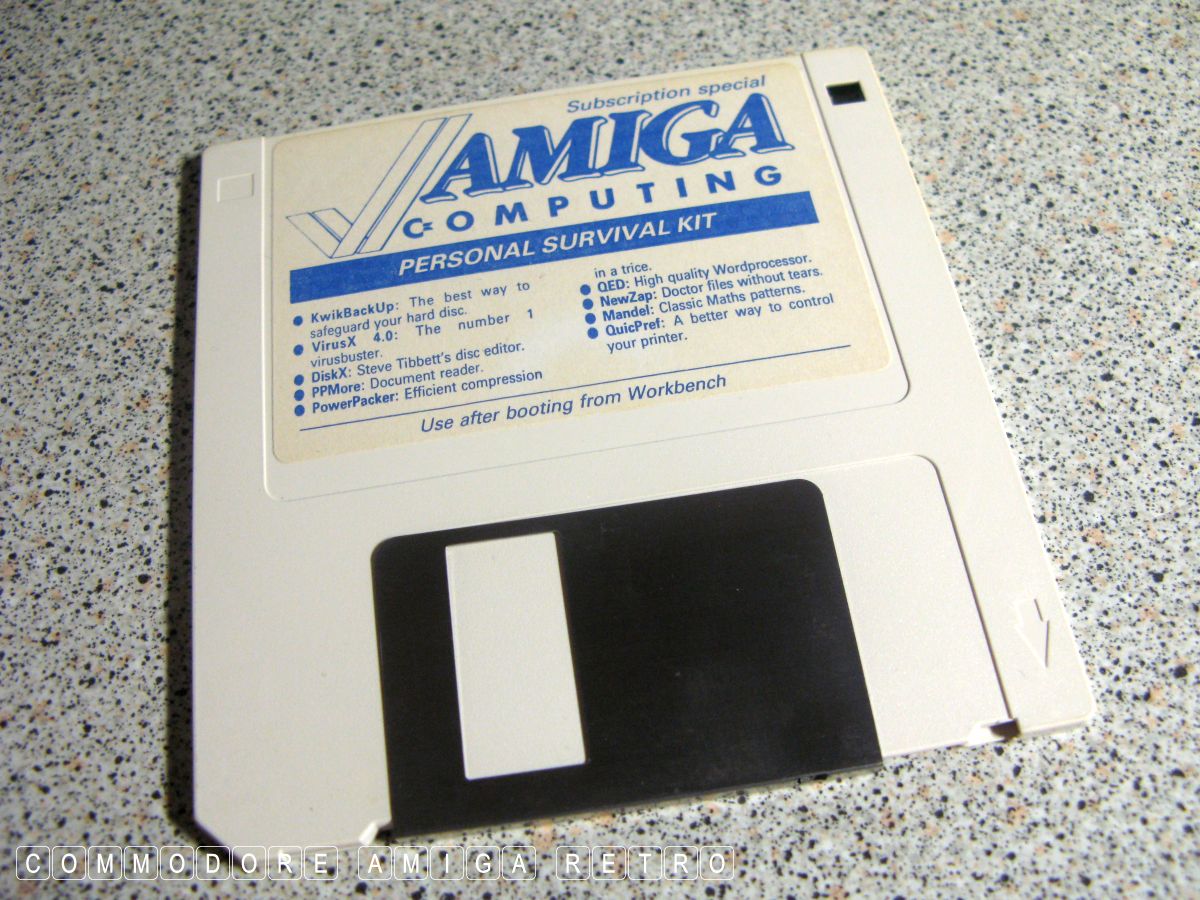 Subscription special
AMIGA
COMPUTING
PERSONAL SURVIVAL KIT
● KwikBackUp: The best way to
safeguard your hard disc.
● VirusX 4.0: The number 1
virusbuster.
● DiskX: Steve Tibbett's disc editor.
● PPMore: Document reader.
● PowerPacker: Efficient compression
in a trice.
● QED: High quality Wordprocessor.
● NewZap: Doctor files without tears.
● Mandel: Classic Maths patterns.
● QuicPref: A better way to control
your printer.
Use after booting from Workbench
COMMODORE AMIGA RETRO